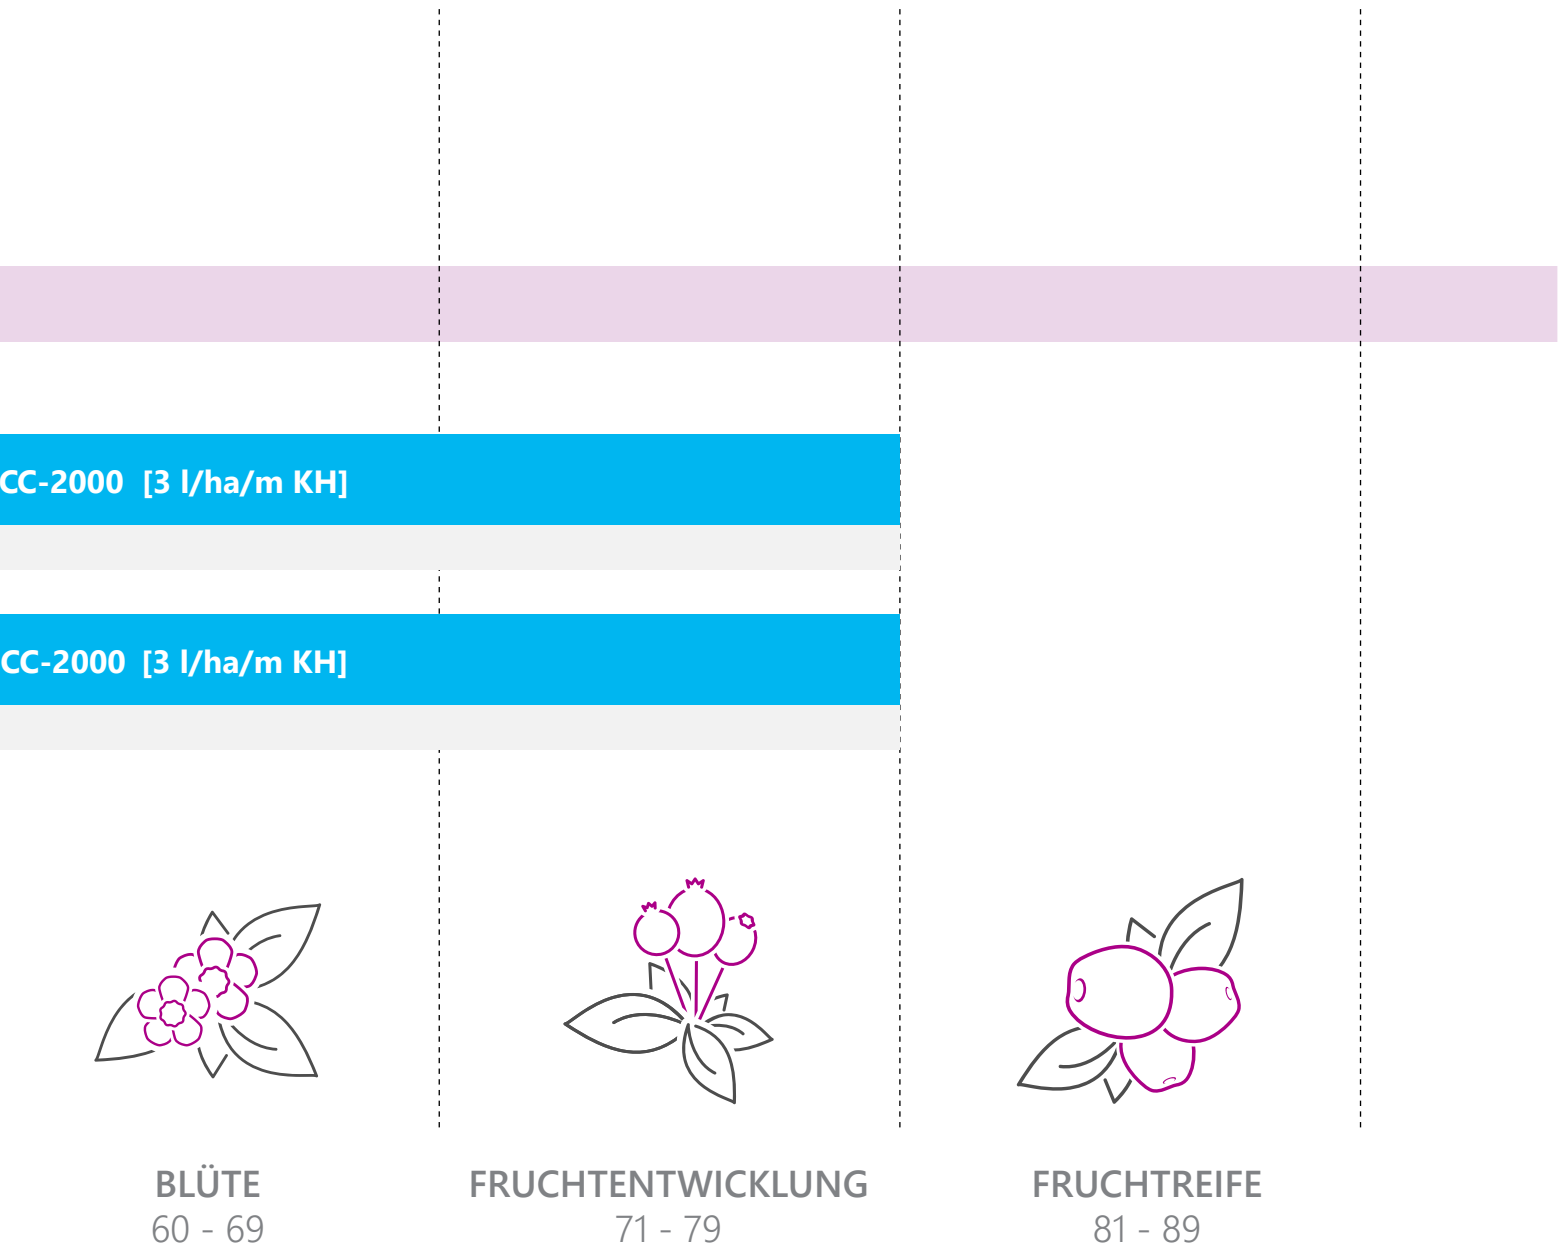 CC-2000 [3 l/ha/m KH]
CC-2000 [3 l/ha/m KH]
BLÜTE
60 - 69
FRUCHTENTWICKLUNG
71 - 79
FRUCHTREIFE
81 - 89